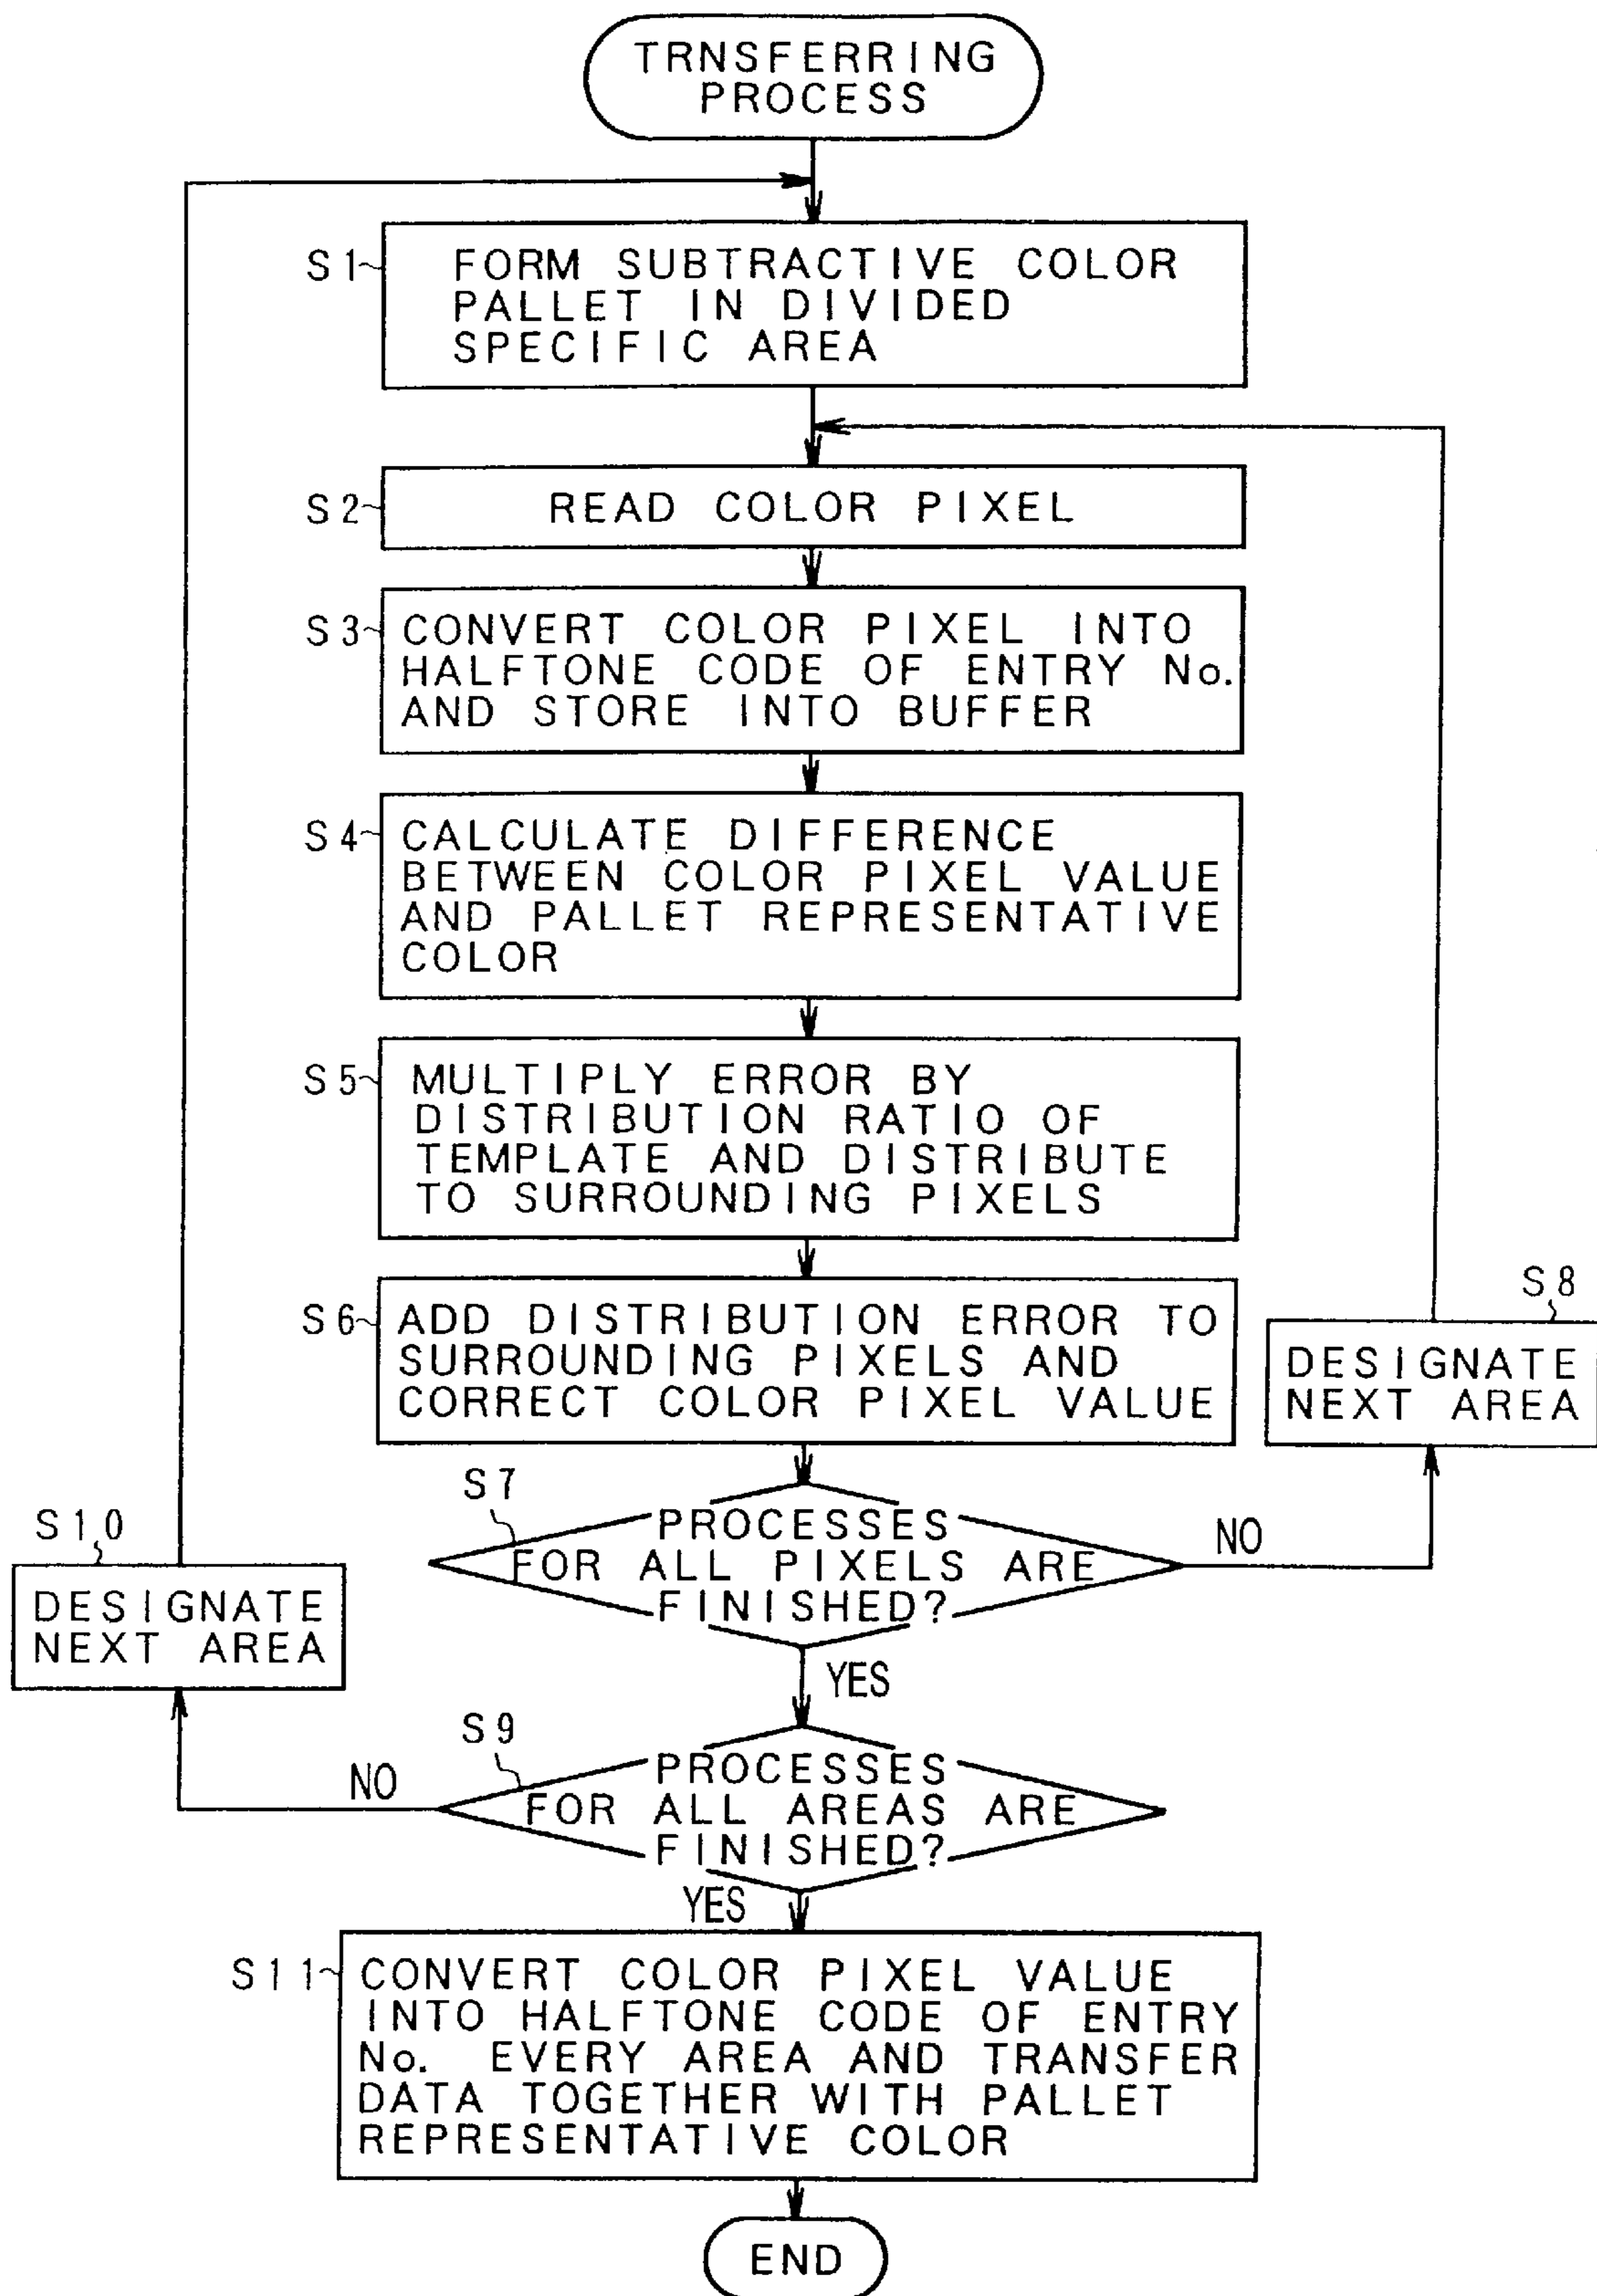 TRNSFERRING
PROCESS
S1
FORM SUBTRACTIVE COLOR
PALLET IN DIVIDED
SPECIFIC AREA
S2
READ COLOR PIXEL
S3
CONVERT COLOR PIXEL INTO
HALFTONE CODE OF ENTRY No.
AND STORE INTO BUFFER
S4
CALCULATE DIFFERENCE
BETWEEN COLOR PIXEL VALUE
AND PALLET REPRESENTATIVE
COLOR
S5
MULTIPLY ERROR BY
DISTRIBUTION RATIO OF
TEMPLATE AND DISTRIBUTE
TO SURROUNDING PIXELS
S6
ADD DISTRIBUTION ERROR TO
SURROUNDING PIXELS AND
CORRECT COLOR PIXEL VALUE
S8
DESIGNATE
NEXT AREA
S7
PROCESSES
FOR ALL PIXELS ARE
FINISHED?
NO
YES
S10
DESIGNATE
NEXT AREA
S9
PROCESSES
FOR ALL AREAS ARE
FINISHED?
NO
YES
S11
CONVERT COLOR PIXEL VALUE
INTO HALFTONE CODE OF ENTRY
No. EVERY AREA AND TRANSFER
DATA TOGETHER WITH PALLET
REPRESENTATIVE COLOR
END